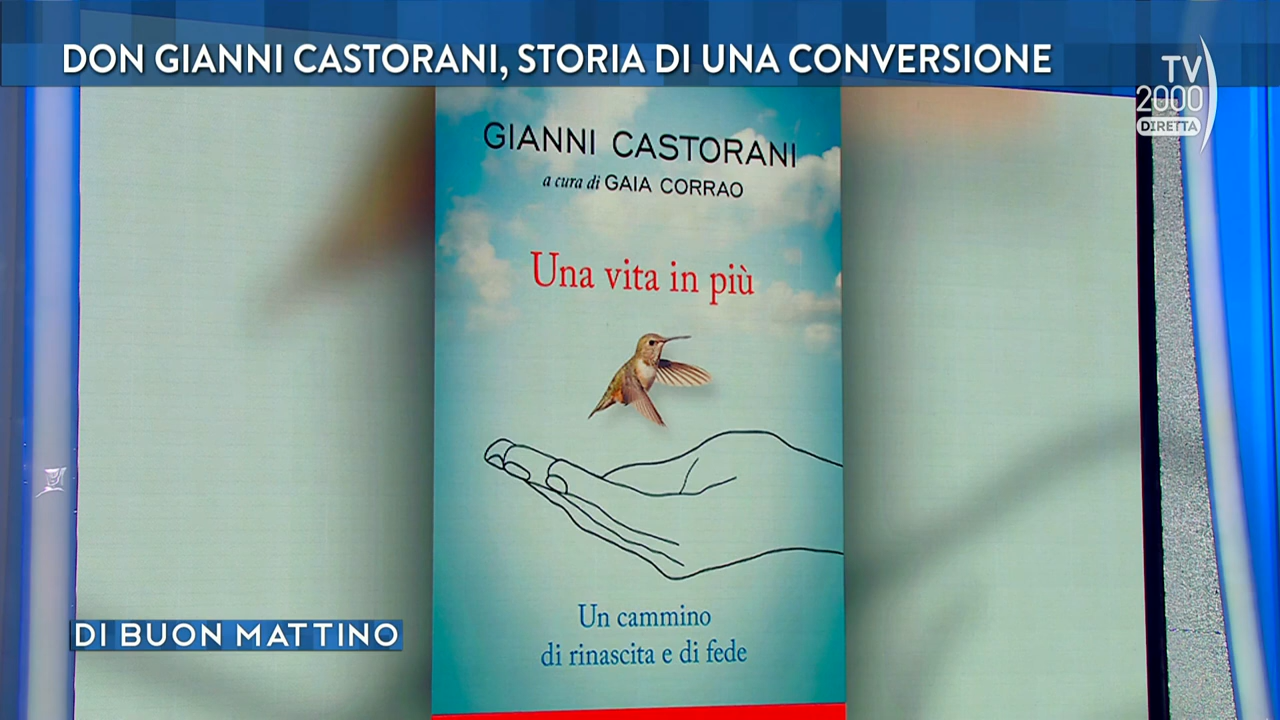 DON GIANNI CASTORANI, STORIA DI UNA CONVERSIONE
TV
2000
DIRETTA
GIANNI CASTORANI
a cura di GAIA CORRAO
Una vita in più
Un cammino
di rinascita e di fede
DI BUON MATTINO